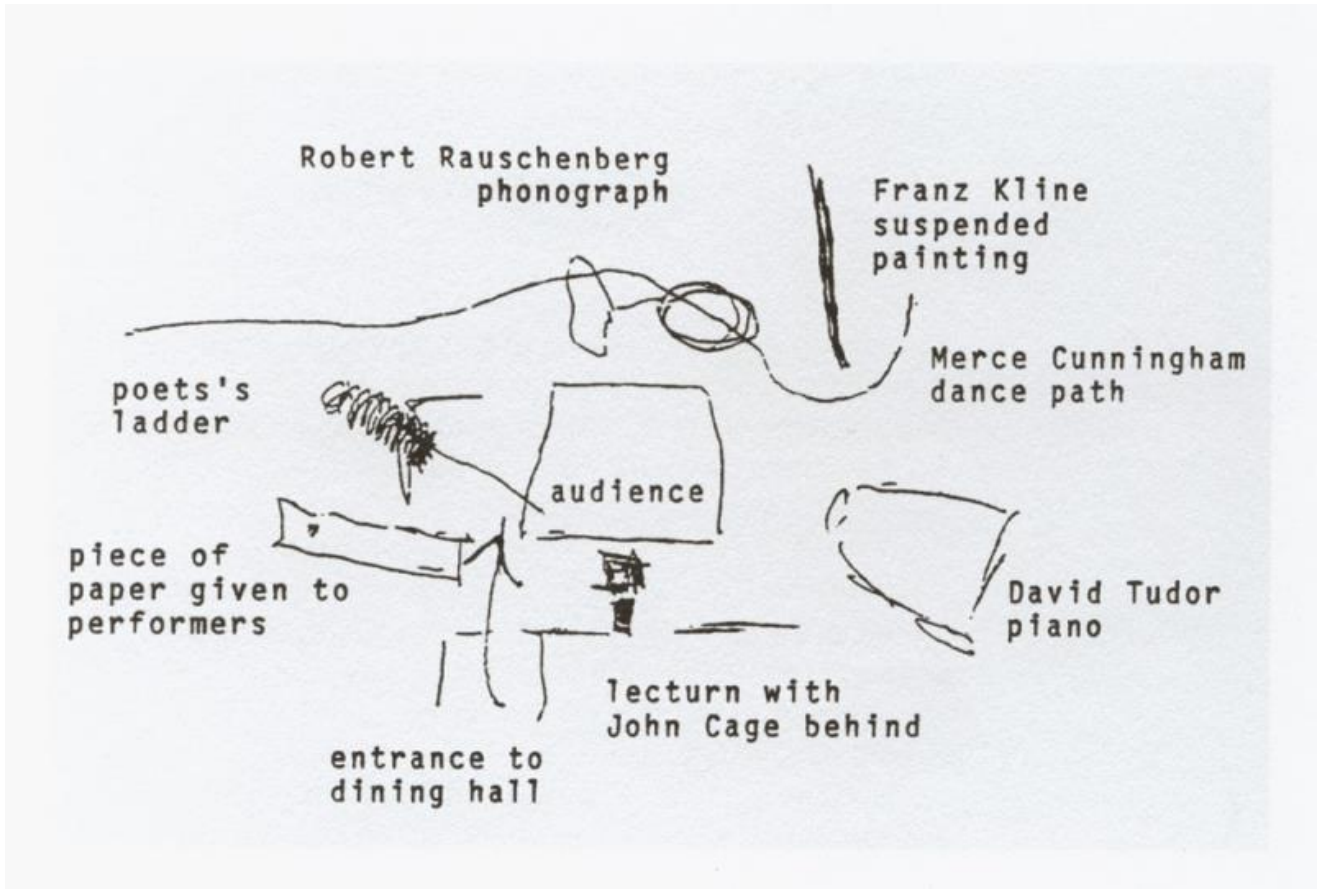 Robert Rauschenberg
phonograph
Franz Kline
suspended
painting
Merce Cunningham
dance path
poets's
ladder
audience
piece of
paper given to
performers
David Tudor
piano
lecturn with
John Cage behind
entrance to
dining hall